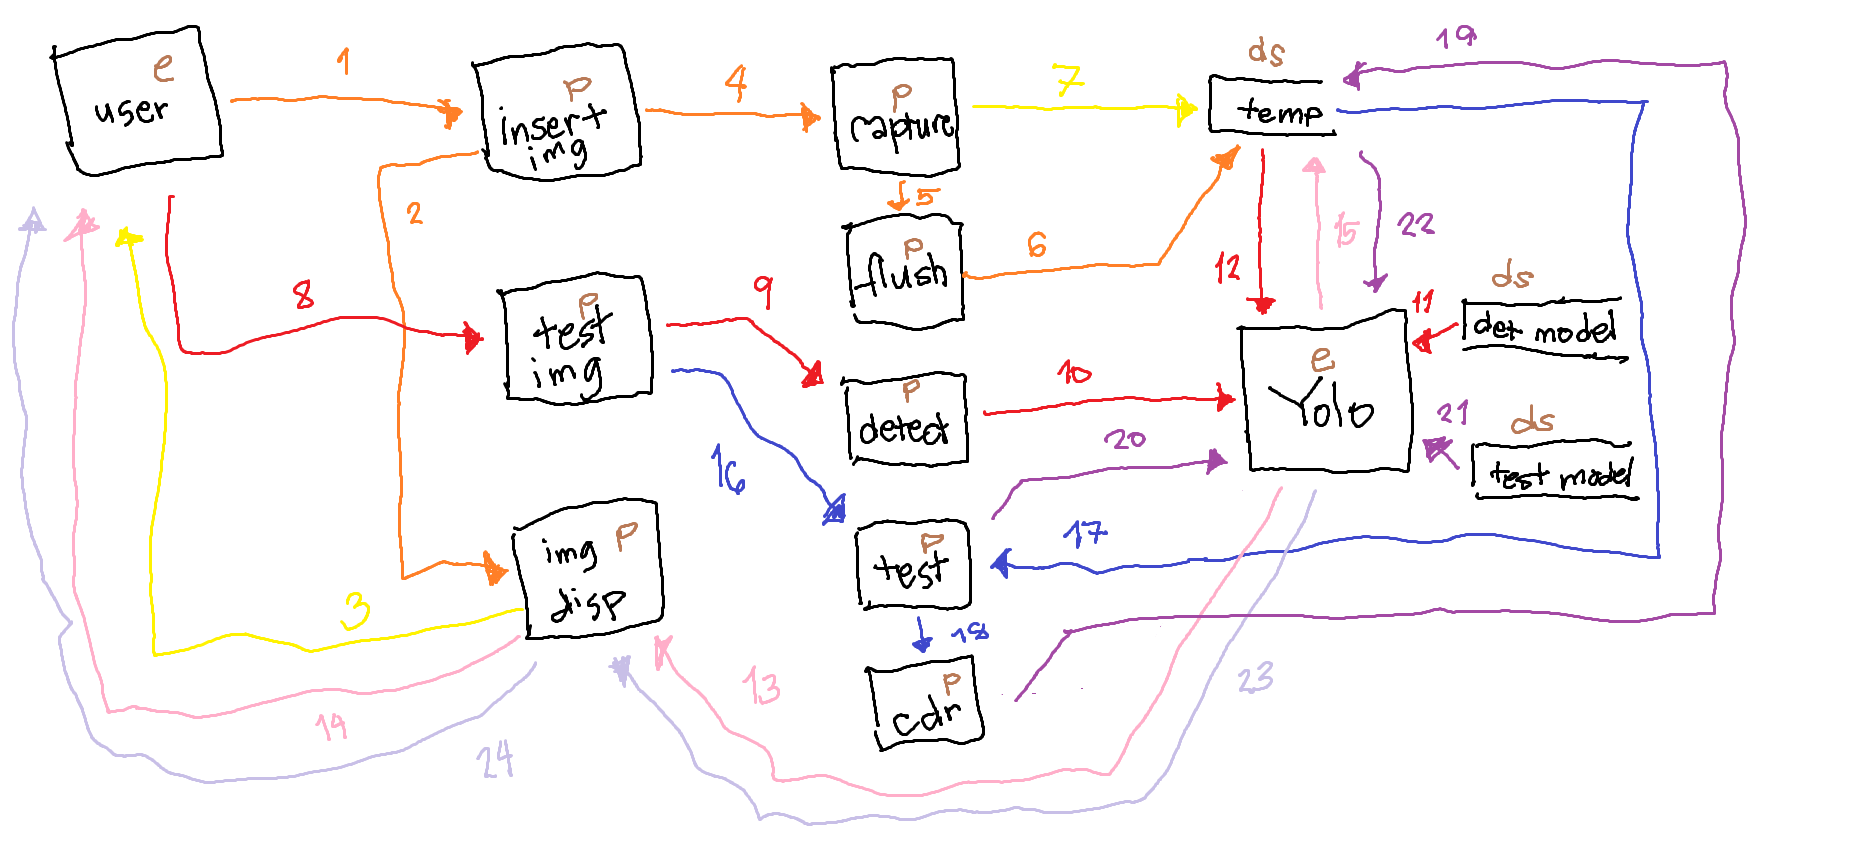 e
user
1
p
insert
img
4
p
capture
7
ds
temp
19
2
5
p
flush
6
12
15
22
8
p
test
img
9
ds
det model
11
p
detect
10
e
Yolo
20
21
ds
test model
16
img p
disp
3
p
test
17
18
p
cdr
13
23
14
24